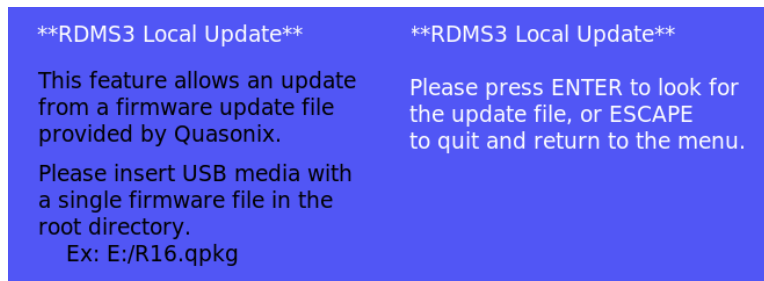 **RDMS3 Local Update**
This feature allows an update
from a firmware update file
provided by Quasonix.
Please insert USB media with
a single firmware file in the
root directory.
Ex: E:/R16.qpkg
**RDMS3 Local Update**
Please press ENTER to look for
the update file, or ESCAPE
to quit and return to the menu.